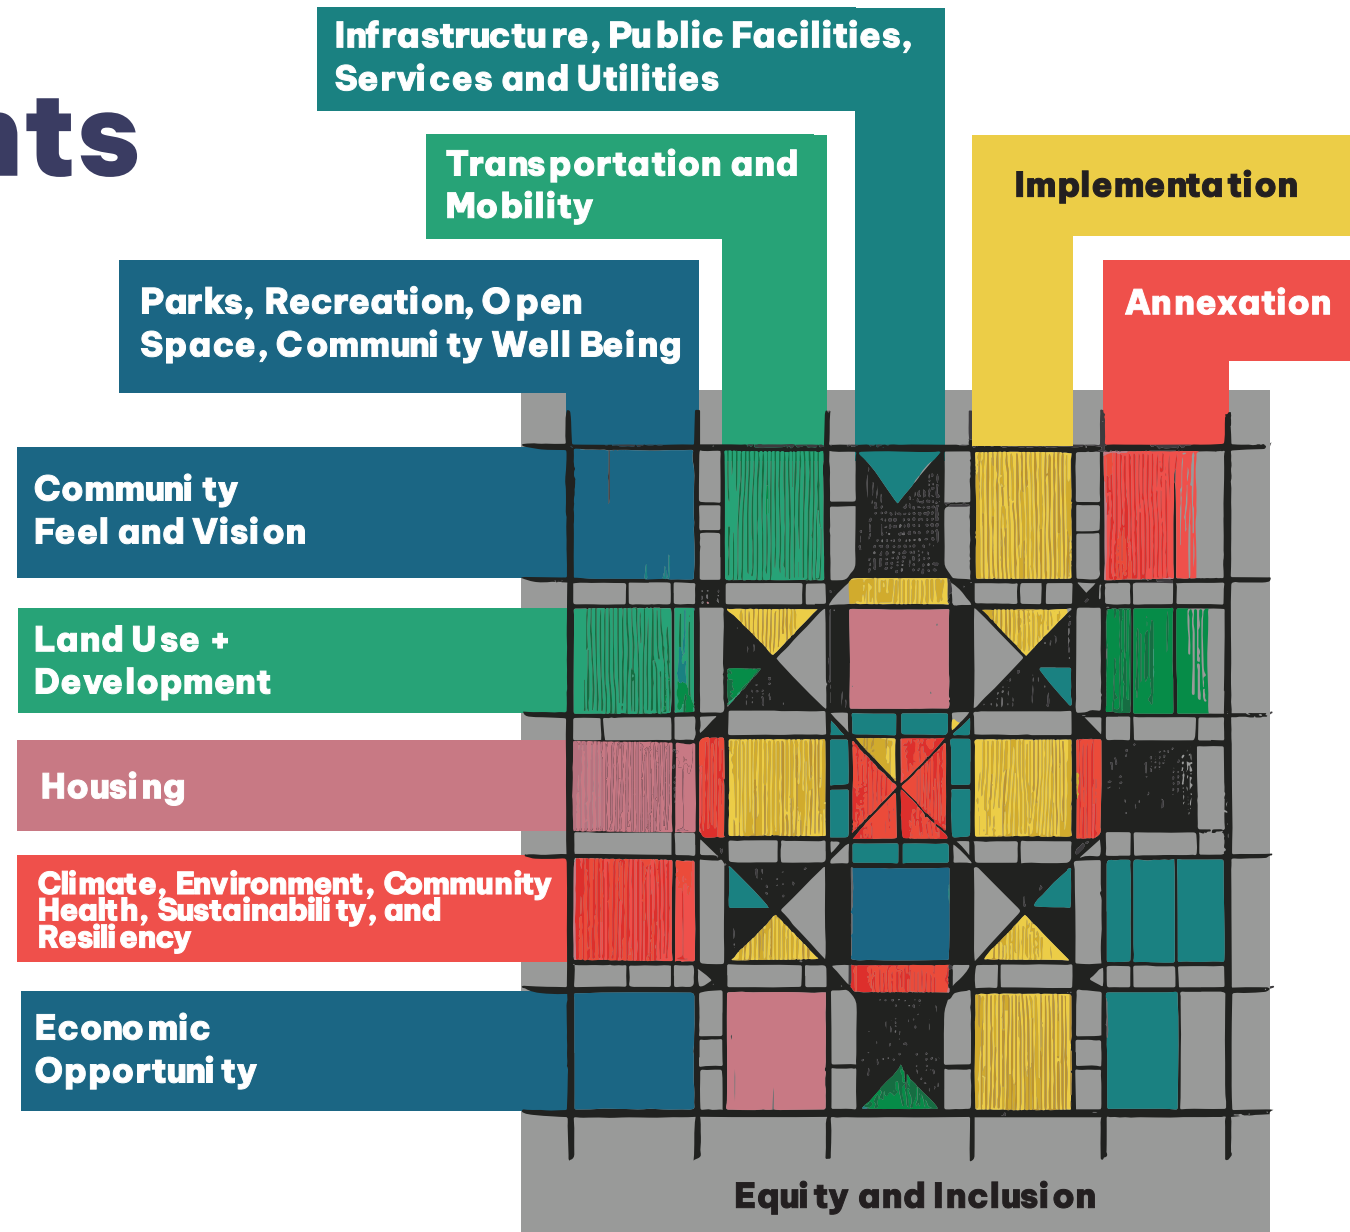 Infrastructure, Public Facilities,
Services and Utilities
nts
Transportation and
Mobility
Implementation
Parks, Recreation, Open
Space, Community Well Being
Annexation
Community
Feel and Vision
Land Use +
Development
Housing
Climate, Environment, Community
Health, Sustainability, and
Resiliency
Economic
Opportunity
Equity and Inclusion